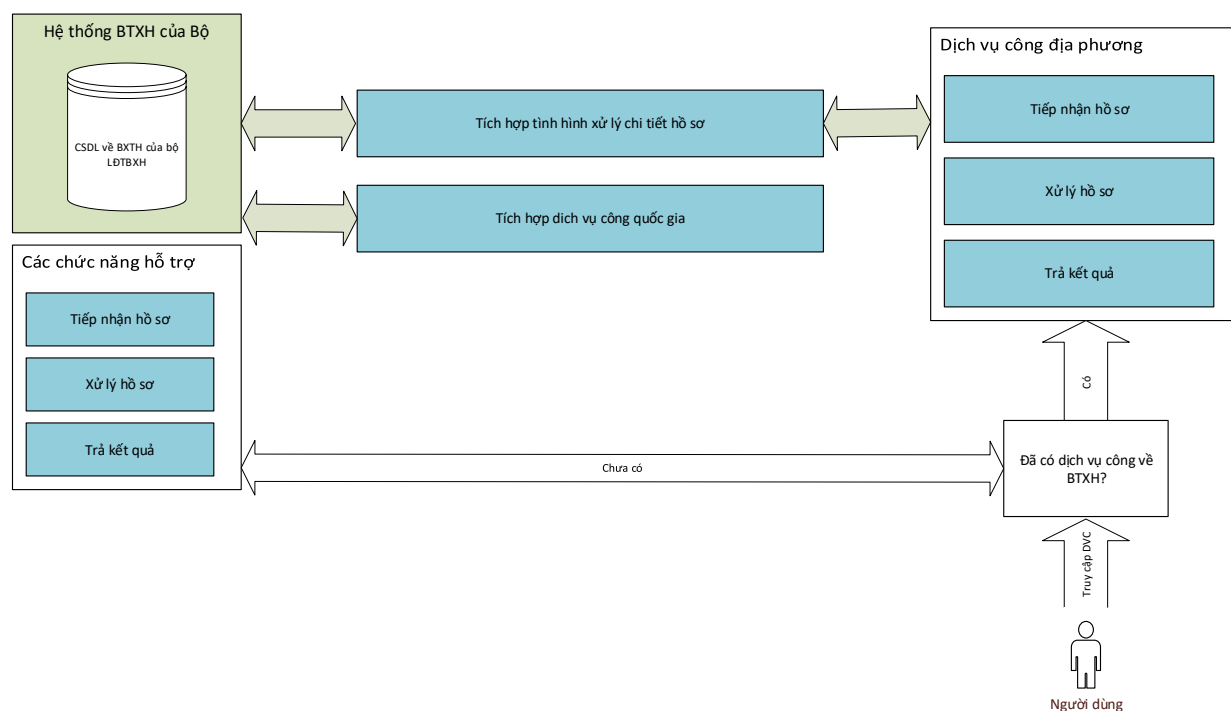 Hệ thống BTXH của Bộ
CSDL về BXTH của bộ
LĐTBXH
Tích hợp tình hình xử lý chi tiết hồ sơ
Tích hợp dich vụ công quốc gia
Dịch vụ công địa phương
Tiếp nhận hồ sơ
Xử lý hồ sơ
Trả kết quả
Các chức năng hỗ trợ
Tiếp nhận hồ sơ
Xử lý hồ sơ
Trả kết quả
Có
Chưa có
Đã có dịch vụ công về
BTXH?
Truy cập DVC
Người dùng